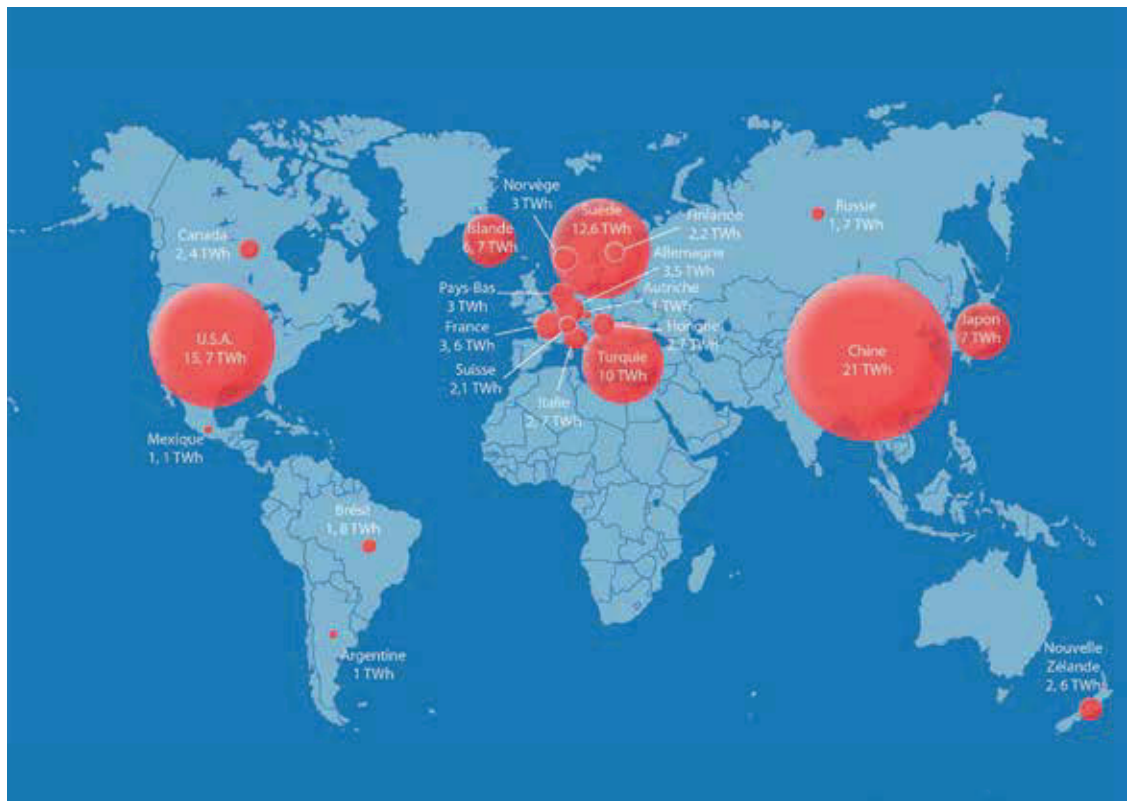 Norvège
3 TWh
Suède
12,6 TWh
Finlande
2,2 TWh
Russie
1, 7 TWh
Islande
6, 7 TWh
Canada
2, 4 TWh
Allemagne
3,5 TWh
Pays-Bas
3 TWh
Autriche
1 TWh
France
3, 6 TWh
Hongrie
2,7 TWh
Japon
7 TWh
U.S.A.
15, 7 TWh
Chine
21 TWh
Turquie
10 TWh
Suisse
2,1 TWh
Italie
2, 7 TWh
Mexique
1, 1 TWh
Brésil
1, 8 TWh
Argentine
1 TWh
Nouvelle
Zélande
2, 6 TWh